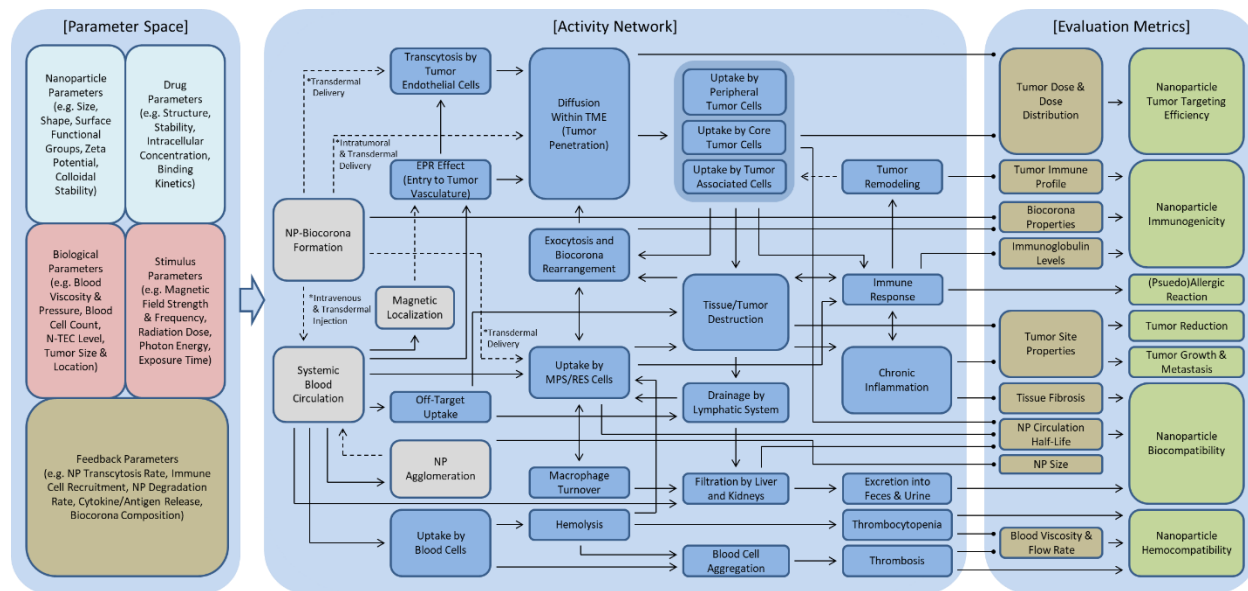 [Parameter Space]
Nanoparticle
Parameters
(e.g. Size,
Shape, Surface
Functional
Groups, Zeta
Potential,
Colloidal
Stability)
Drug
Parameters
(e.g. Structure,
Stability,
Intracellular
Concentration,
Binding
Kinetics)
Biological
Parameters
(e.g. Blood
Viscosity &
Pressure, Blood
Cell Count,
N-TEC Level,
Tumor Size &
Location)
Stimulus
Parameters
(e.g. Magnetic
Field Strength
& Frequency,
Radiation Dose,
Photon Energy,
Exposure Time)
Feedback Parameters
(e.g. NP Transcytosis Rate, Immune
Cell Recruitment, NP Degradation
Rate, Cytokine/Antigen Release,
Biocorona Composition)
[Activity Network]
*Transdermal
Delivery
Transcytosis by
Tumor
Endothelial Cells
*Intratumoral
& Transdermal
Delivery
EPR Effect
(Entry to Tumor
Vasculature)
Diffusion
Within TME
(Tumor
Penetration)
Uptake by
Peripheral
Tumor Cells
Uptake by Core
Tumor Cells
Uptake by Tumor
Associated Cells
Tumor
Remodeling
NP-Biocorona
Formation
Exocytosis and
Biocorona
Rearrangement
*Intravenous
& Transdermal
Injection
Magnetic
Localization
*Transdermal
Delivery
Tissue/Tumor
Destruction
Immune
Response
Systemic
Blood
Circulation
Uptake by
MPS/RES Cells
Chronic
Inflammation
Off-Target
Uptake
Drainage by
Lymphatic System
NP
Agglomeration
Macrophage
Turnover
Filtration by Liver
and Kidneys
Excretion into
Feces & Urine
Uptake by
Blood Cells
Hemolysis
Thrombocytopenia
Blood Cell
Aggregation
Thrombosis
[Evaluation Metrics]
Tumor Dose &
Dose
Distribution
Nanoparticle
Tumor Targeting
Efficiency
Tumor Immune
Profile
Biocorona
Properties
Immunoglobulin
Levels
Nanoparticle
Immunogenicity
(Psuedo)Allergic
Reaction
Tumor Site
Properties
Tumor Reduction
Tumor Growth &
Metastasis
Tissue Fibrosis
NP Circulation
Half-Life
NP Size
Nanoparticle
Biocompatibility
Blood Viscosity &
Flow Rate
Nanoparticle
Hemocompatibility